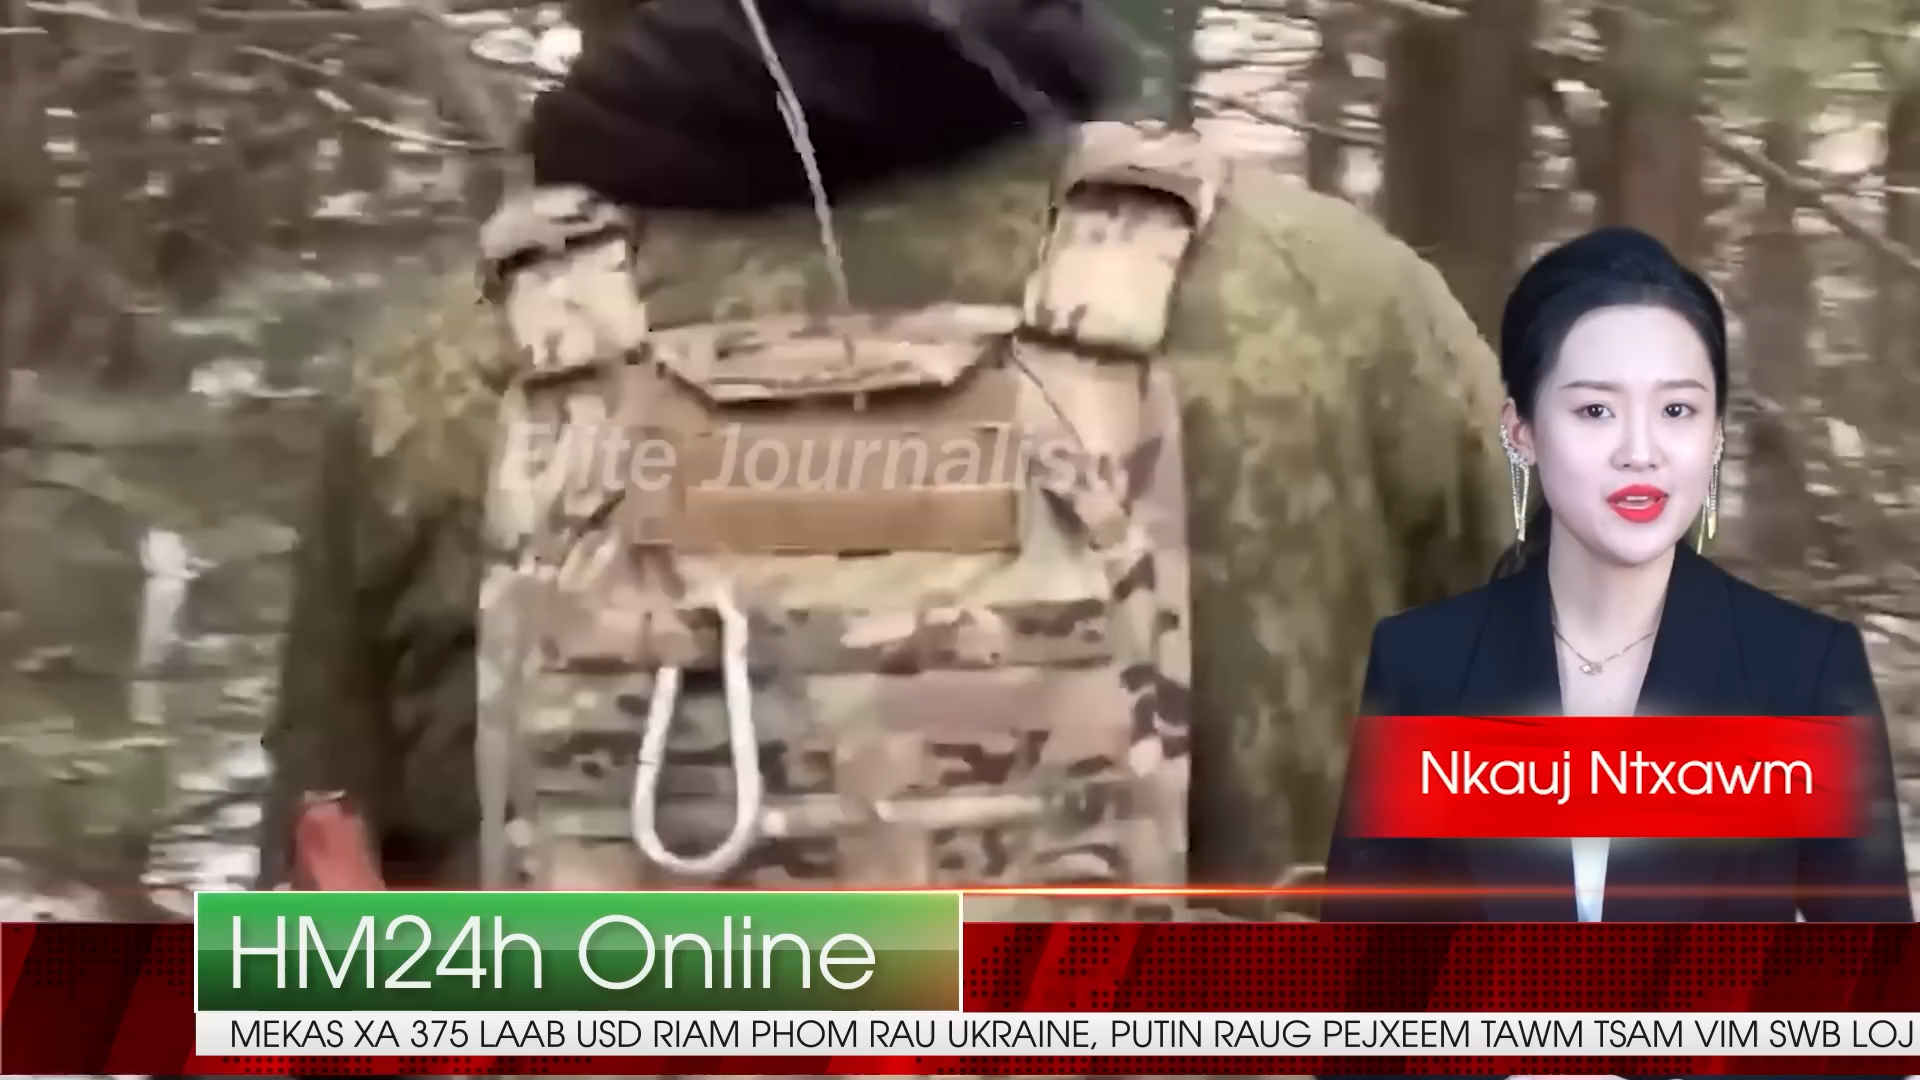 Elite Journalist
Nkauj Ntxawm
HM24h Online
MEKAS XA 375 LAAB USD RIAM PHOM RAU UKRAINE, PUTIN RAUG PEJXEEM TAWM TSAM VIM SWB LOJ